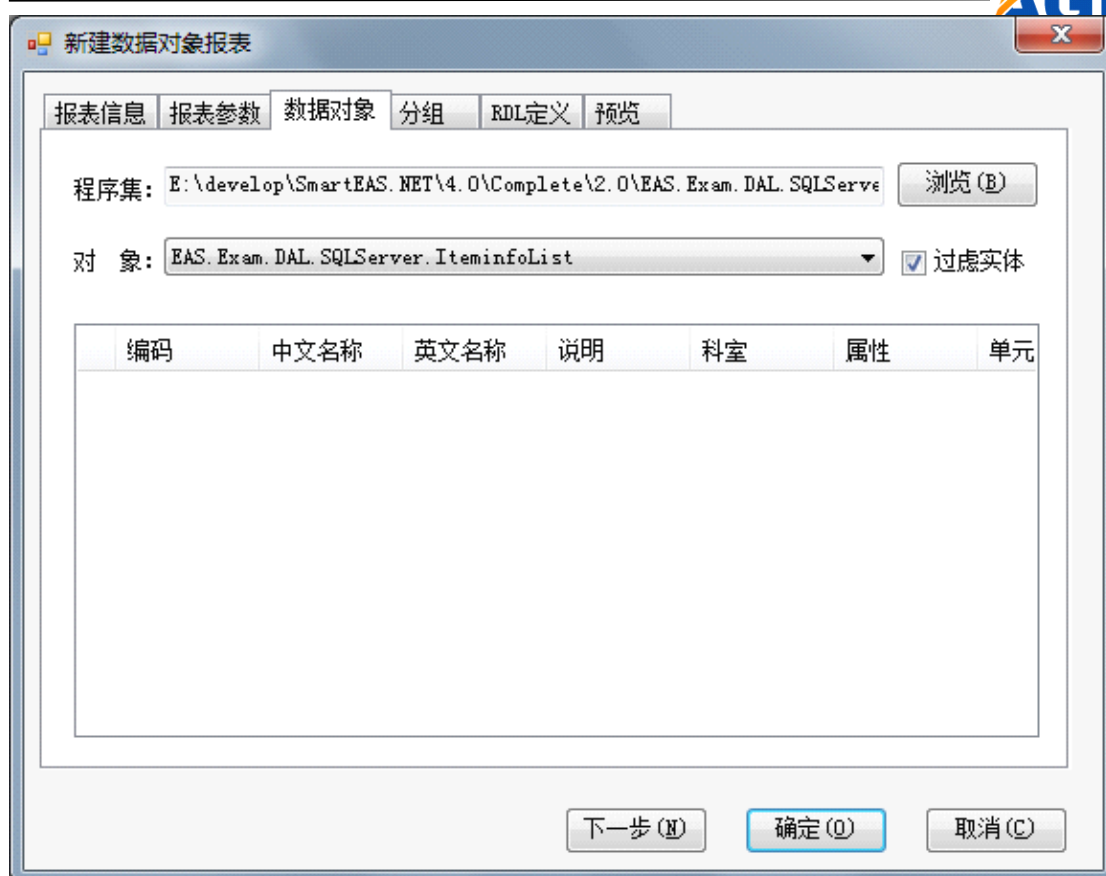 新建数据对象报表
报表信息 报表参数 数据对象 分组 RDL定义 预览
程序集: E:\develop\SmartEAS.NET\4.0\Complete\2.0\EAS.Exam.DAL.SQLServe 浏览(B)
对 象: EAS.Exam.DAL.SQLServer.IteminfoList 过虑实体
编码 中文名称 英文名称 说明 科室 属性 单元
下一步(N) 确定(O) 取消(C)